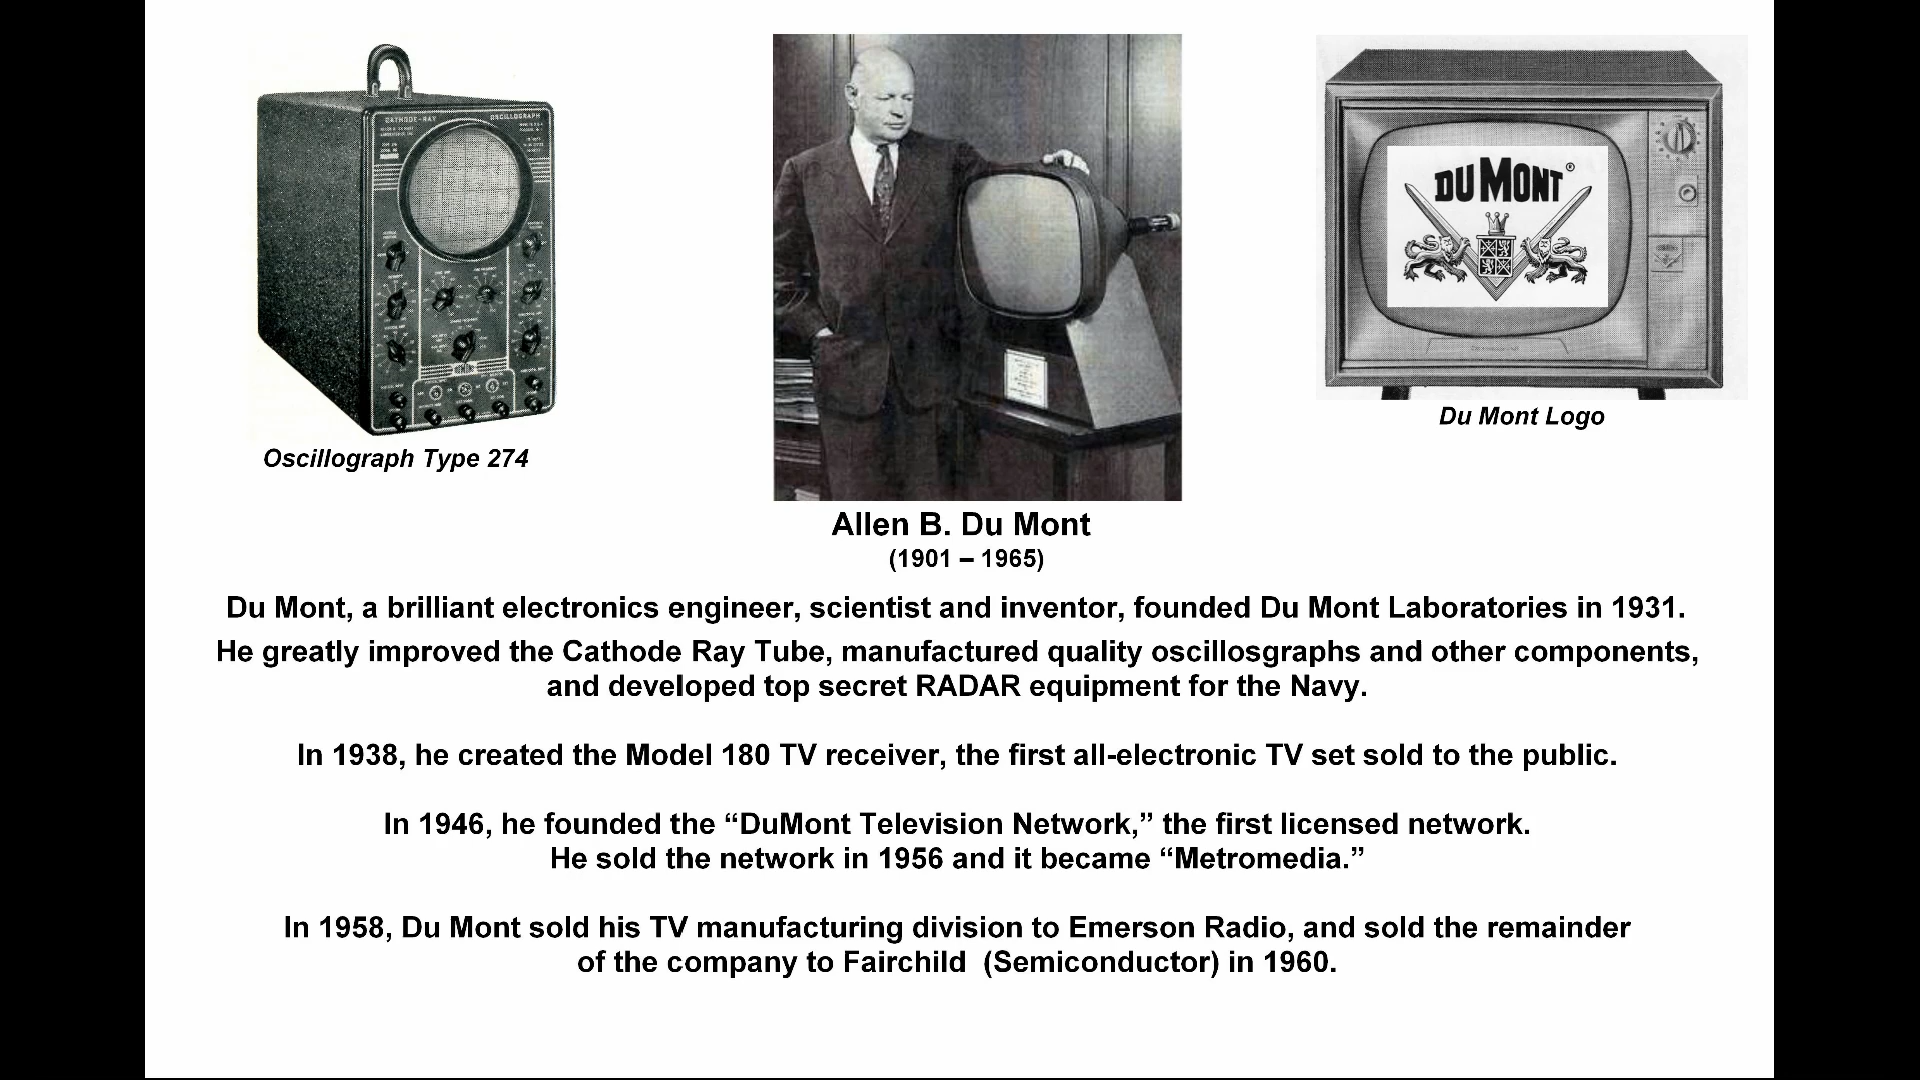 CATHODE-RAY
OSCILLOGRAPH
DU MONT®
Oscillograph Type 274
Du Mont Logo
Allen B. Du Mont
(1901 – 1965)
Du Mont, a brilliant electronics engineer, scientist and inventor, founded Du Mont Laboratories in 1931.
He greatly improved the Cathode Ray Tube, manufactured quality oscillosgraphs and other components,
and developed top secret RADAR equipment for the Navy.
In 1938, he created the Model 180 TV receiver, the first all-electronic TV set sold to the public.
In 1946, he founded the “DuMont Television Network,” the first licensed network.
He sold the network in 1956 and it became “Metromedia.”
In 1958, Du Mont sold his TV manufacturing division to Emerson Radio, and sold the remainder
of the company to Fairchild  (Semiconductor) in 1960.